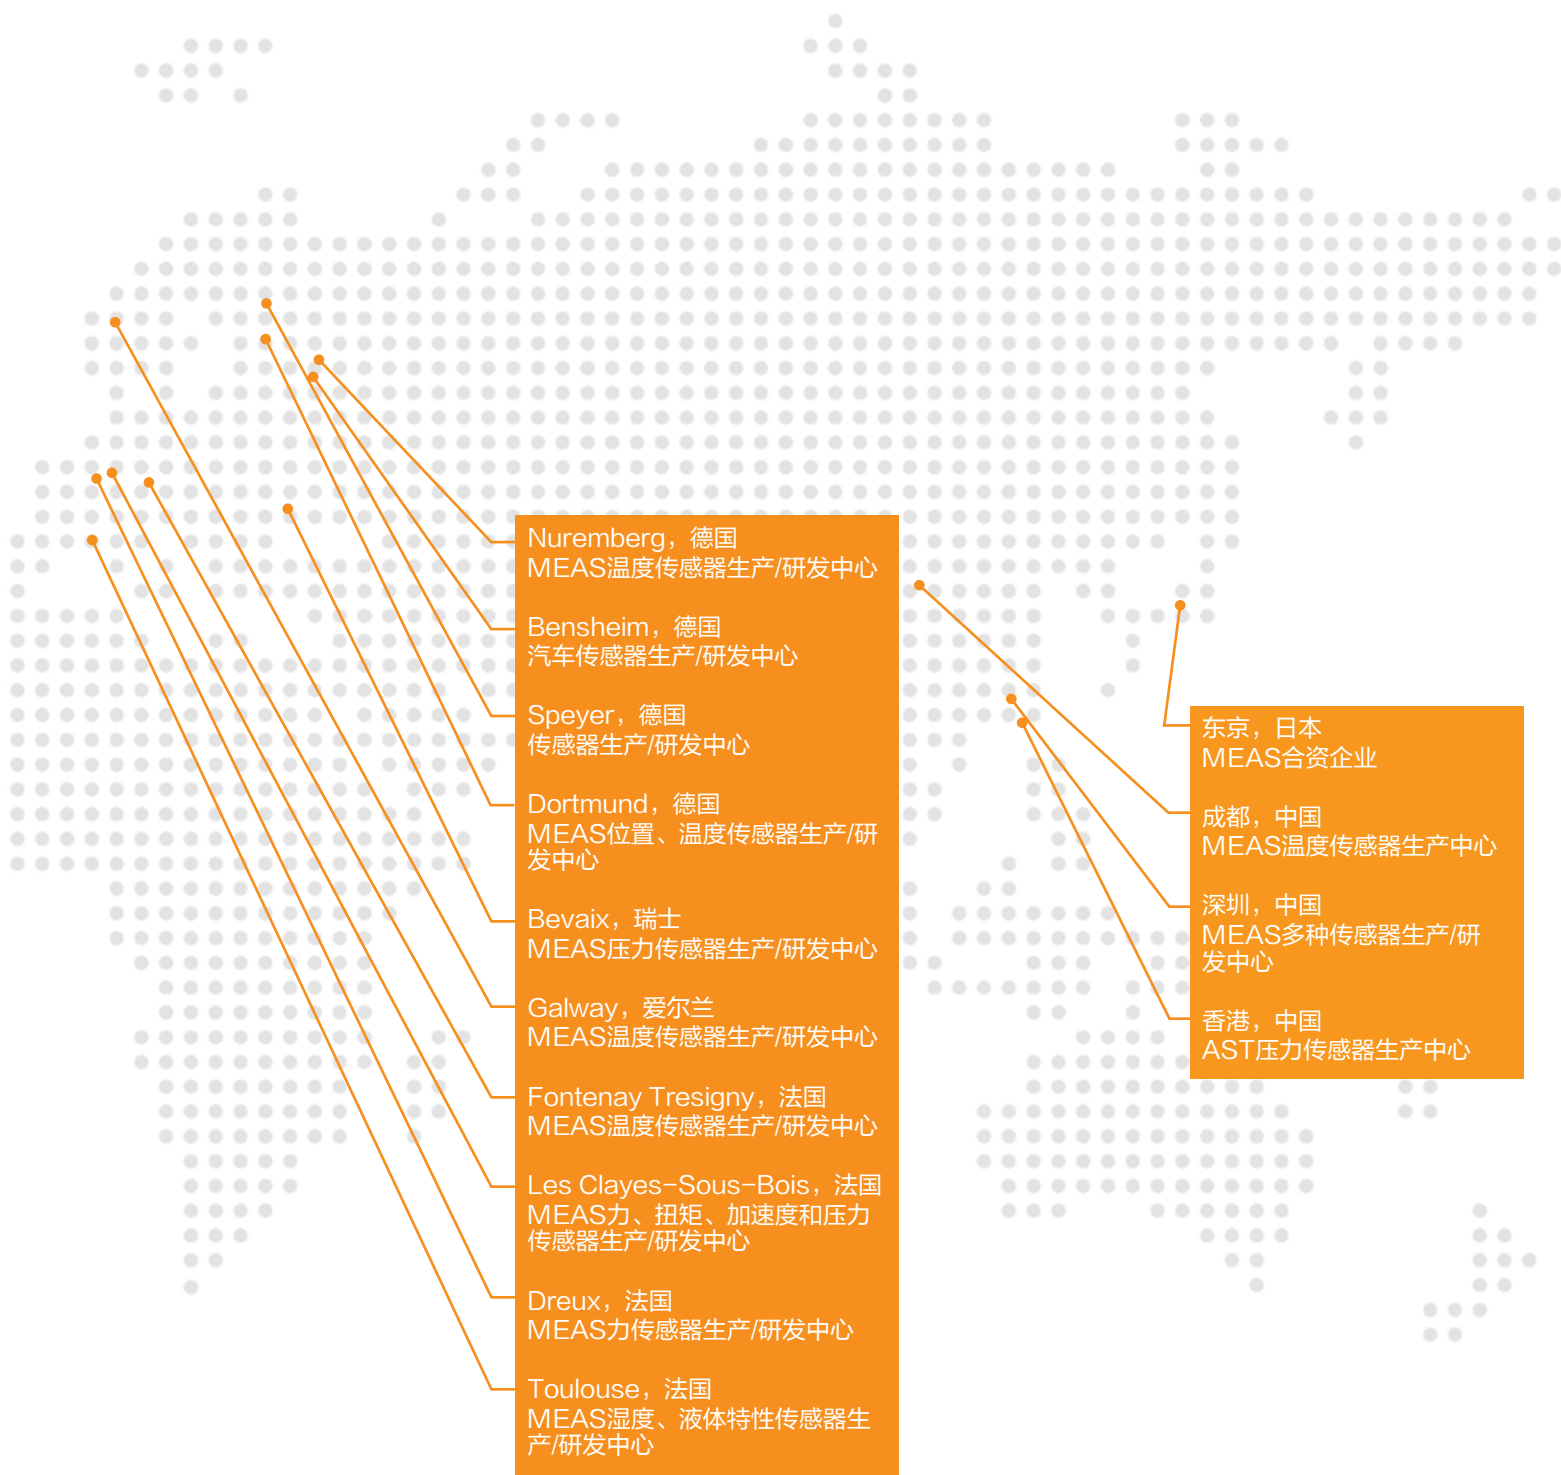 Nuremberg，德国
MEAS温度传感器生产/研发中心
Bensheim，德国
汽车传感器生产/研发中心
Speyer，德国
传感器生产/研发中心
Dortmund，德国
MEAS位置、温度传感器生产/研
发中心
Bevaix，瑞士
MEAS压力传感器生产/研发中心
Galway，爱尔兰
MEAS温度传感器生产/研发中心
Fontenay Tresigny，法国
MEAS温度传感器生产/研发中心
Les Clayes-Sous-Bois，法国
MEAS力、扭矩、加速度和压力
传感器生产/研发中心
Dreux，法国
MEAS力传感器生产/研发中心
Toulouse，法国
MEAS湿度、液体特性传感器生
产/研发中心
东京，日本
MEAS合资企业
成都，中国
MEAS温度传感器生产中心
深圳，中国
MEAS多种传感器生产/研
发中心
香港，中国
AST压力传感器生产中心